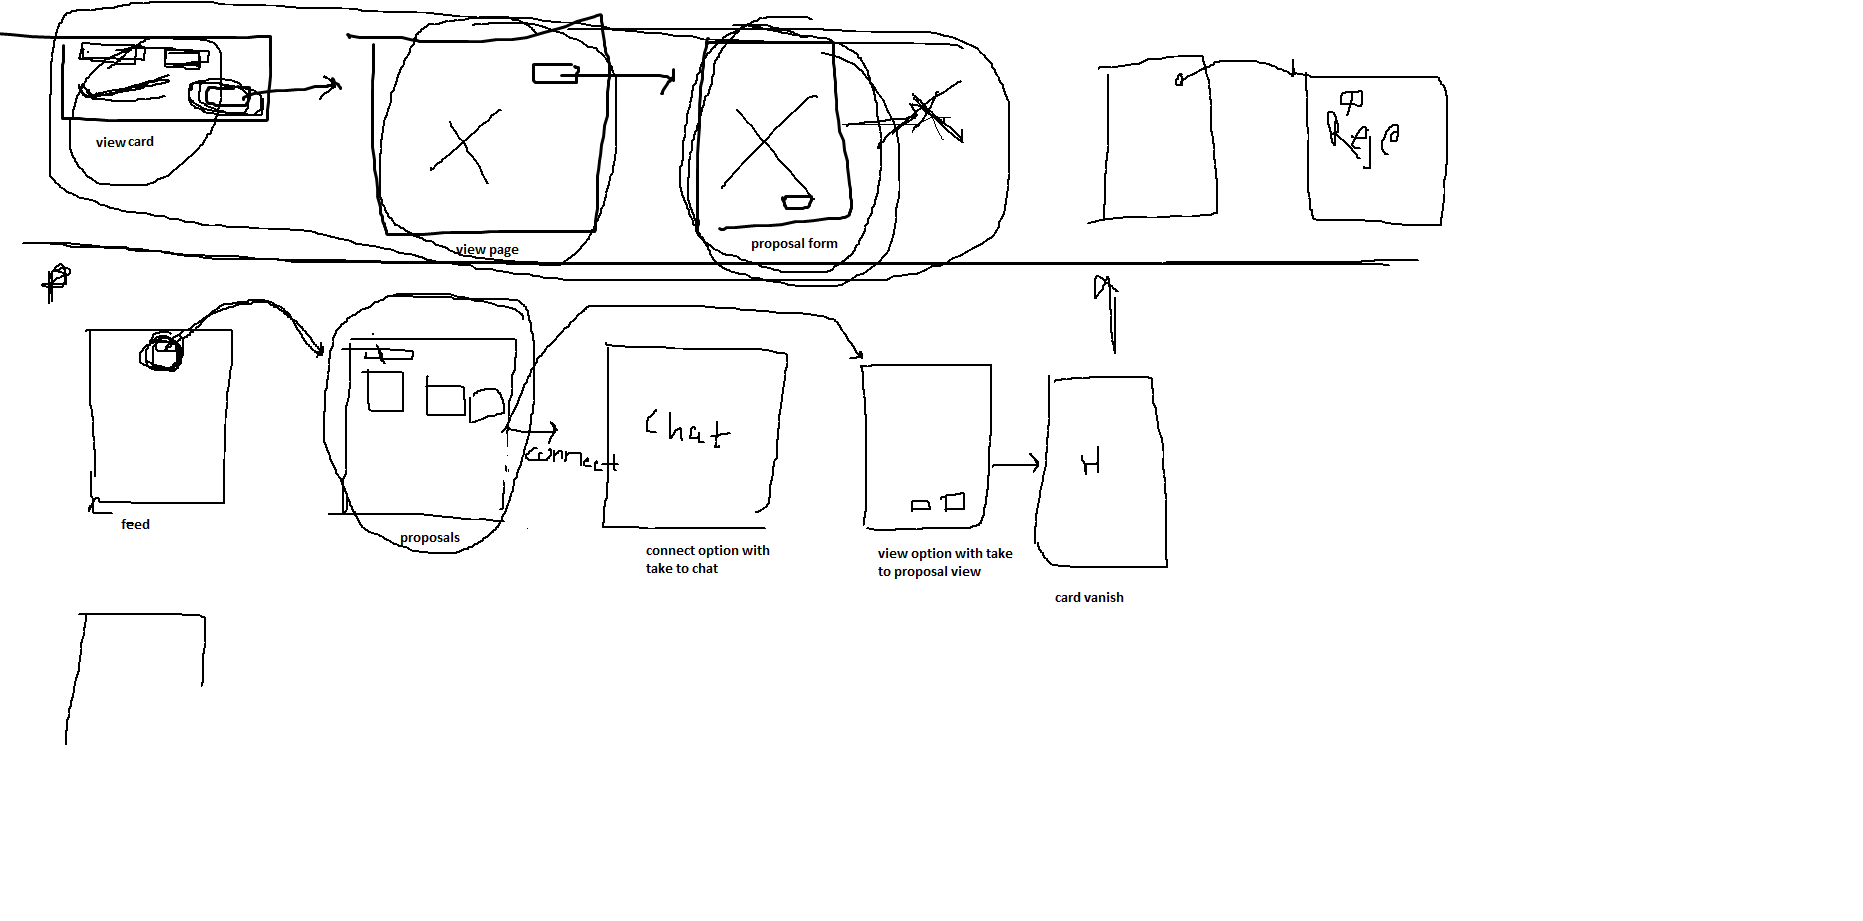 view card
view page
proposal form
Reje
P
feed
proposals
connect
chat
connect option with
take to chat
view option with take
to proposal view
H
card vanish